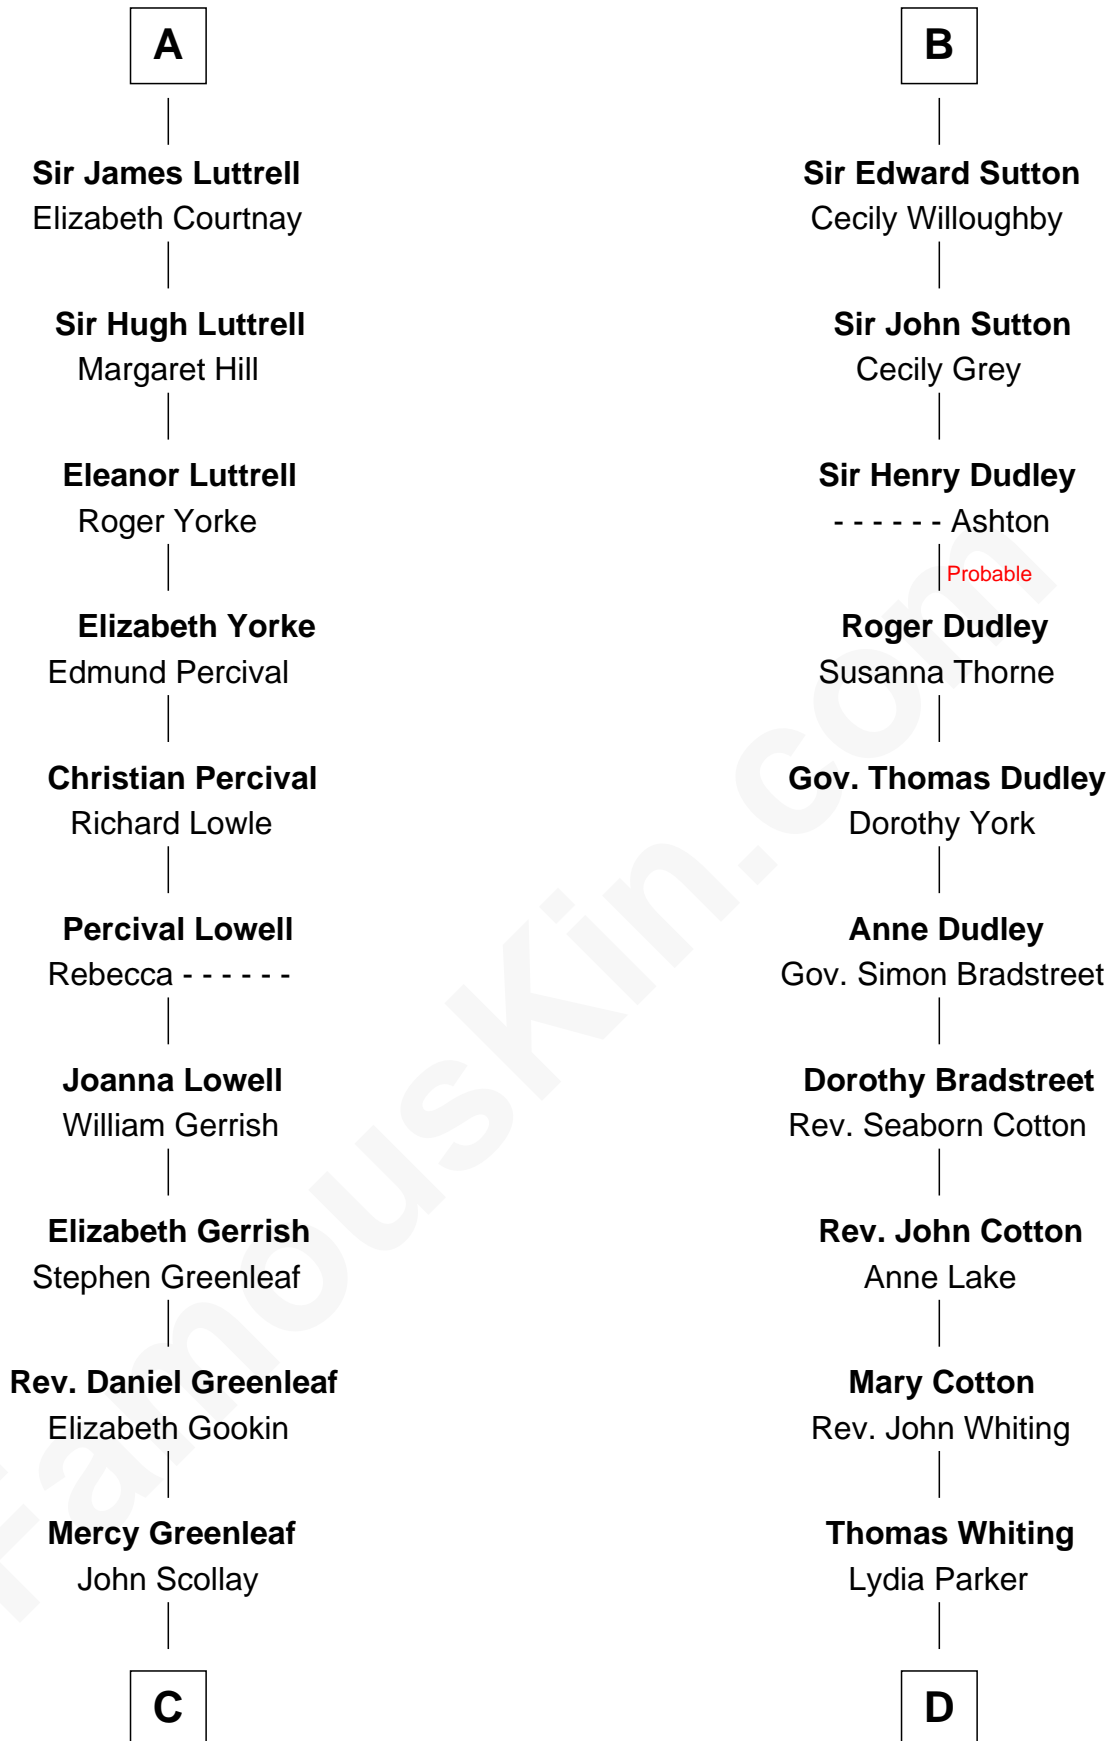 A
Sir James Luttrell
Elizabeth Courtnay
Sir Hugh Luttrell
Margaret Hill
Eleanor Luttrell
Roger Yorke
Elizabeth Yorke
Edmund Percival
Christian Percival
Richard Lowle
Percival Lowell
Rebecca - - - - - -
Joanna Lowell
William Gerrish
Elizabeth Gerrish
Stephen Greenleaf
Rev. Daniel Greenleaf
Elizabeth Gookin
Mercy Greenleaf
John Scollay
C
B
Sir Edward Sutton
Cecily Willoughby
Sir John Sutton
Cecily Grey
Sir Henry Dudley
- - - - - - Ashton
Probable
Roger Dudley
Susanna Thorne
Gov. Thomas Dudley
Dorothy York
Anne Dudley
Gov. Simon Bradstreet
Dorothy Bradstreet
Rev. Seaborn Cotton
Rev. John Cotton
Anne Lake
Mary Cotton
Rev. John Whiting
Thomas Whiting
Lydia Parker
D
FamousKin.com